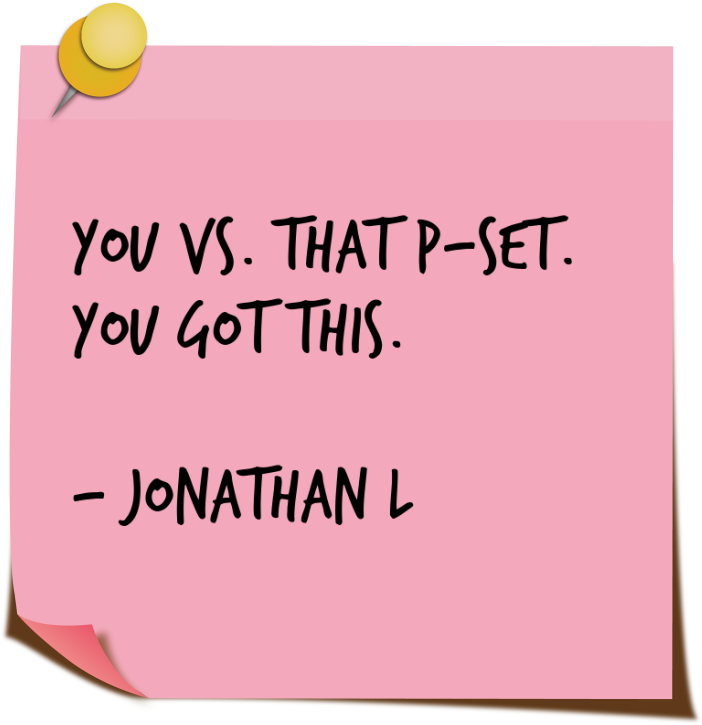 YOU VS. THAT P-SET.
YOU GOT THIS.
- JONATHAN L